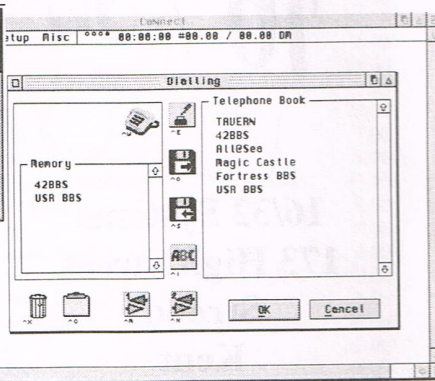 Connect
etup Misc °°°* 00:00:00 =00.00 / 00.00 DM
Dialling
Telephone Book
TAVERN
42BBS
All@Sea
Magic Castle
Fortress BBS
USR BBS
Memory
42BBS
USR BBS
^E
^O
^S
ABC
^I
^X
^N
OK
Cancel